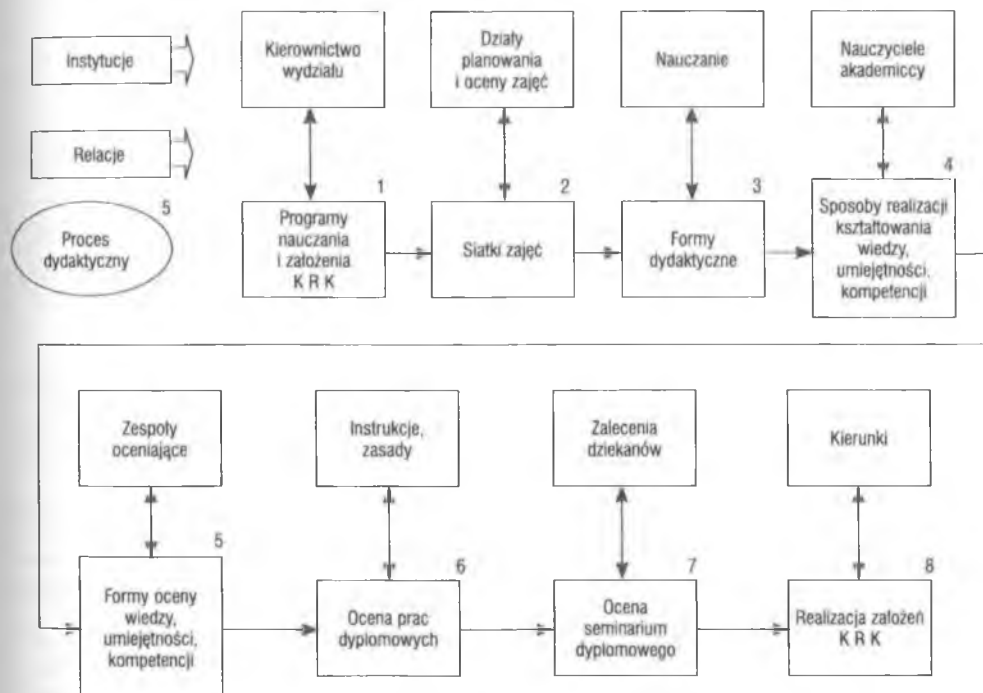 Instytucje
Kierownictwo
wydziału
Działy
planowania
i oceny zajęć
Nauczanie
Nauczyciele
akademiccy
Relacje
5
Proces
dydaktyczny
1
Programy
nauczania
i założenia
K R K
2
Siatki zajęć
3
Formy
dydaktyczne
4
Sposoby realizacji
kształtowania
wiedzy,
umiejętności,
kompetencji
Zespoły
oceniające
Instrukcje,
zasady
Zalecenia
dziekanów
Kierunki
5
Formy oceny
wiedzy,
umiejętności,
kompetencji
6
Ocena prac
dyplomowych
7
Ocena
seminarium
dyplomowego
8
Realizacja założeń
K R K